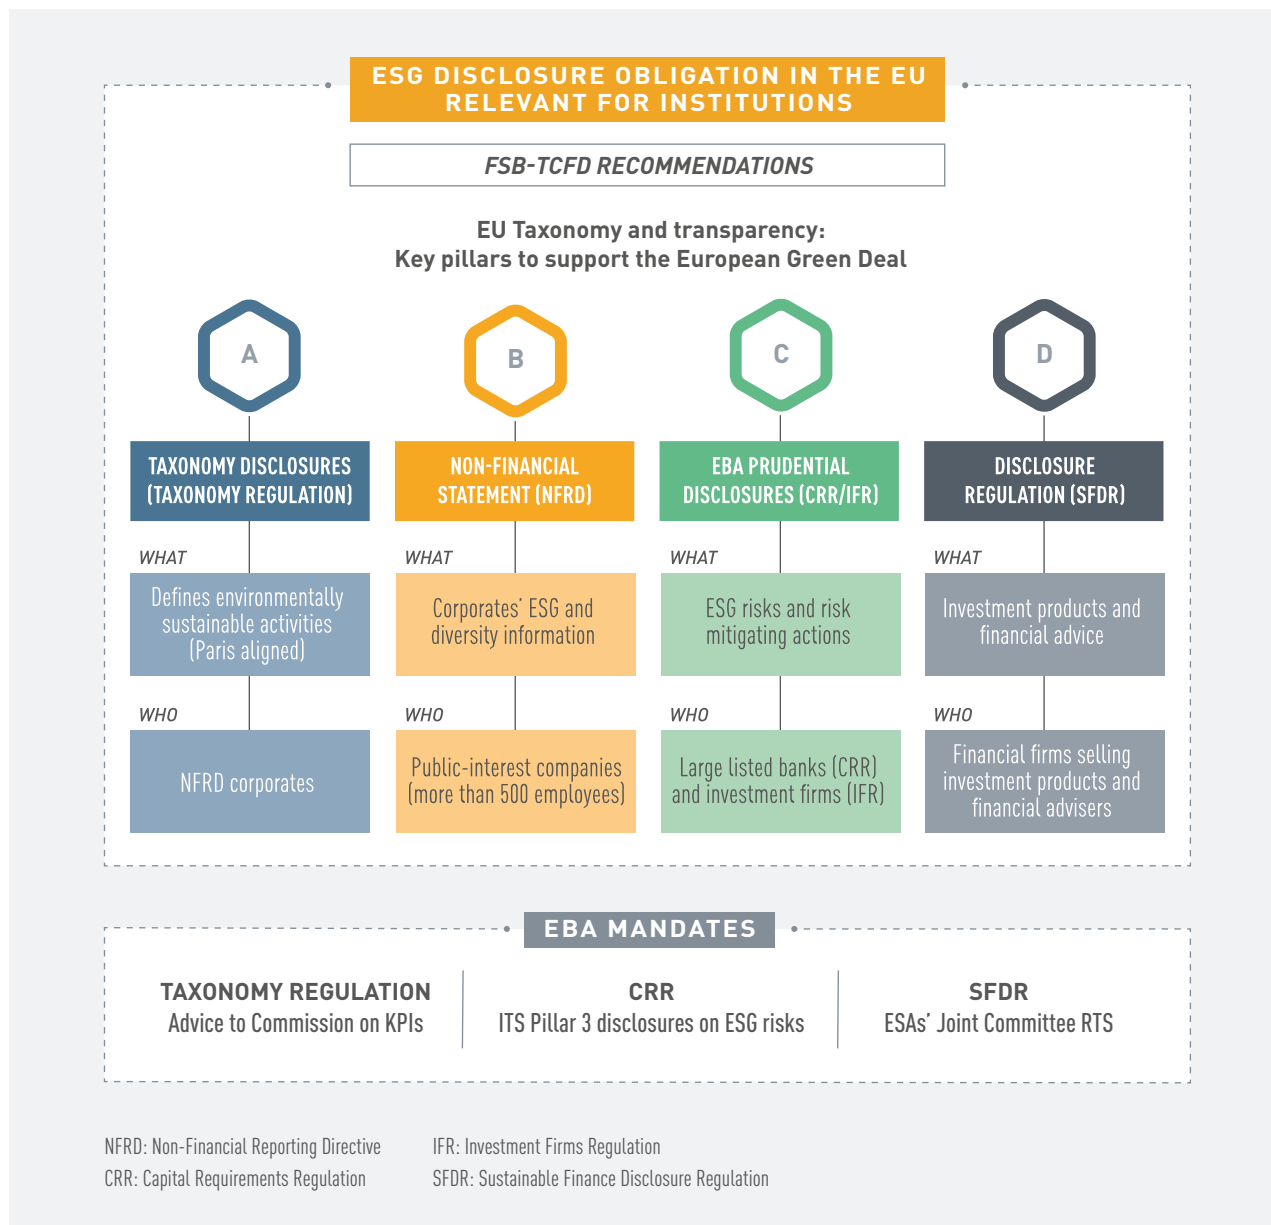 ESG DISCLOSURE OBLIGATION IN THE EU
RELEVANT FOR INSTITUTIONS
FSB-TCFD RECOMMENDATIONS
EU Taxonomy and transparency:
Key pillars to support the European Green Deal
A
B
C
D
TAXONOMY DISCLOSURES
(TAXONOMY REGULATION)
NON-FINANCIAL
STATEMENT (NFRD)
EBA PRUDENTIAL
DISCLOSURES (CRR/IFR)
DISCLOSURE
REGULATION (SFDR)
WHAT
WHAT
WHAT
WHAT
Defines environmentally
sustainable activities
(Paris aligned)
Corporates’ ESG and
diversity information
ESG risks and risk
mitigating actions
Investment products and
financial advice
WHO
WHO
WHO
WHO
NFRD corporates
Public-interest companies
(more than 500 employees)
Large listed banks (CRR)
and investment firms (IFR)
Financial firms selling
investment products and
financial advisers
EBA MANDATES
TAXONOMY REGULATION
Advice to Commission on KPIs
CRR
ITS Pillar 3 disclosures on ESG risks
SFDR
ESAs’ Joint Committee RTS
NFRD: Non-Financial Reporting Directive
CRR: Capital Requirements Regulation
IFR: Investment Firms Regulation
SFDR: Sustainable Finance Disclosure Regulation